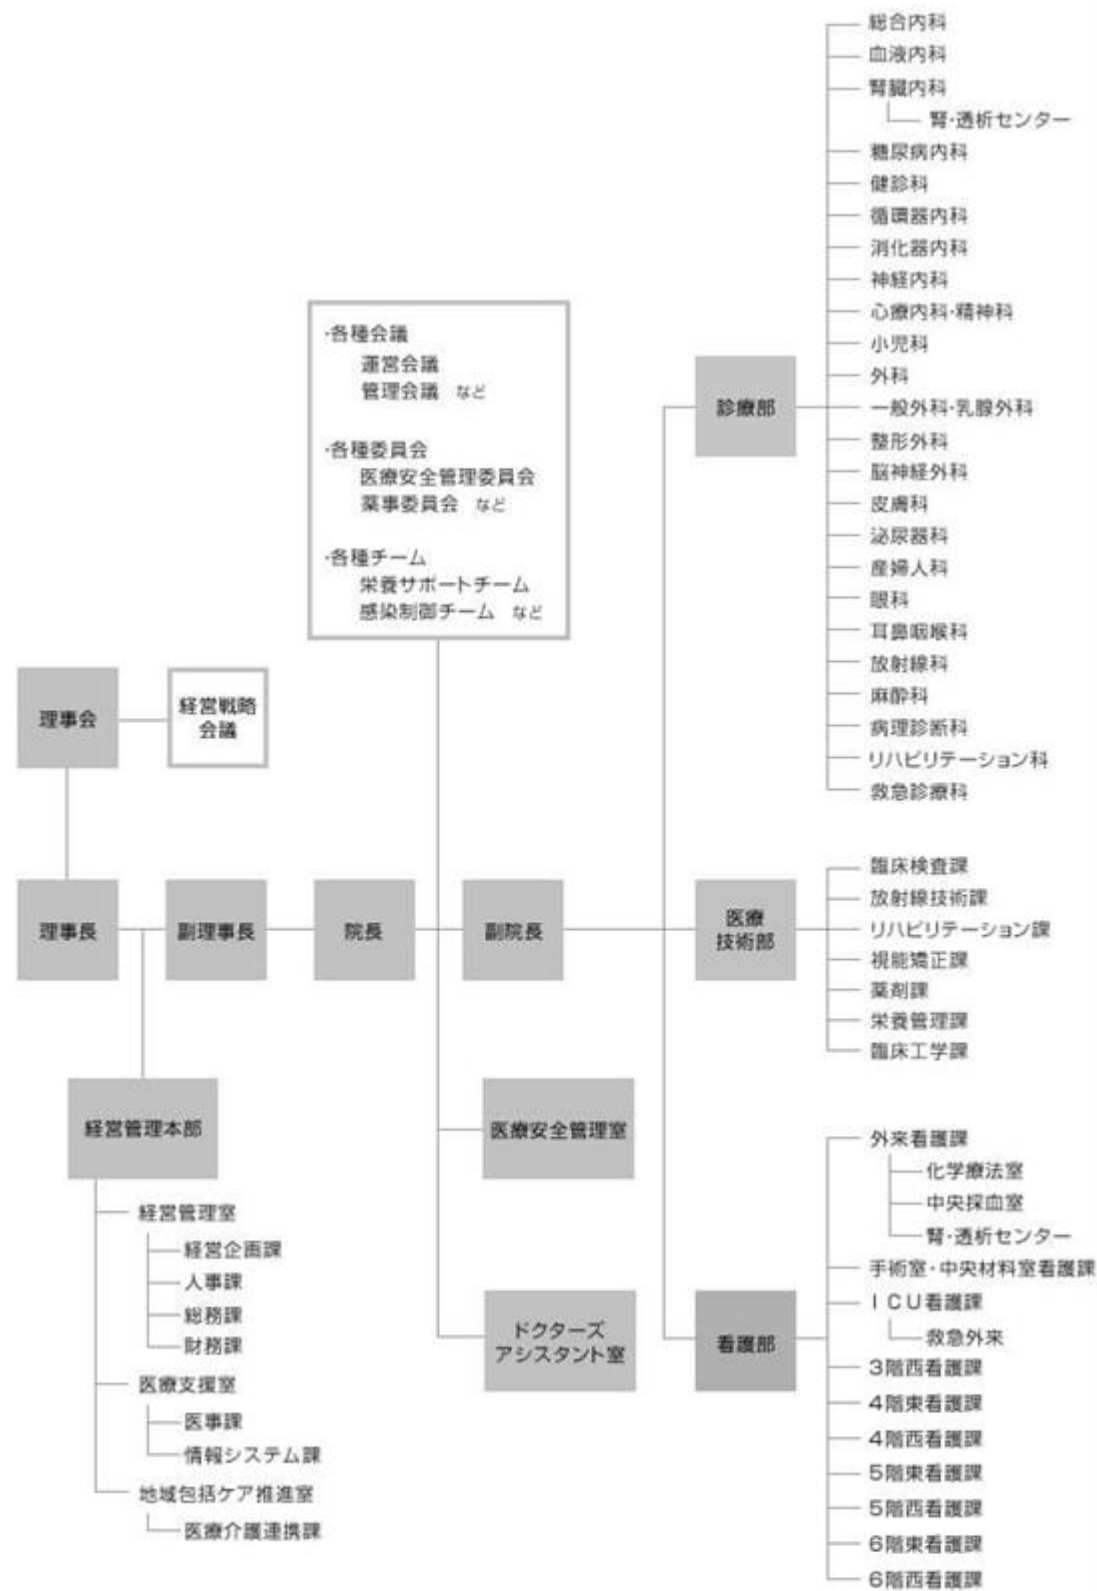 総合内科
血液内科
腎臓内科
腎・透析センター
糖尿病内科
健診科
循環器内科
消化器内科
神経内科
心療内科・精神科
小児科
外科
一般外科・乳腺外科
整形外科
脳神経外科
皮膚科
泌尿器科
産婦人科
眼科
耳鼻咽喉科
放射線科
麻酔科
病理診断科
リハビリテーション科
救急診療科
診療部
・各種会議
運営会議
管理会議 など
・各種委員会
医療安全管理委員会
薬事委員会 など
・各種チーム
栄養サポートチーム
感染制御チーム など
理事会
経営戦略
会議
理事長
副理事長
院長
副院長
医療
技術部
臨床検査課
放射線技術課
リハビリテーション課
視能矯正課
薬剤課
栄養管理課
臨床工学課
経営管理本部
経営管理室
経営企画課
人事課
総務課
財務課
医療支援室
医事課
情報システム課
地域包括ケア推進室
医療介護連携課
医療安全管理室
ドクターズ
アシスタント室
看護部
外来看護課
化学療法室
中央採血室
腎・透析センター
手術室・中央材料室看護課
ICU看護課
救急外来
3階西看護課
4階東看護課
4階西看護課
5階東看護課
5階西看護課
6階東看護課
6階西看護課